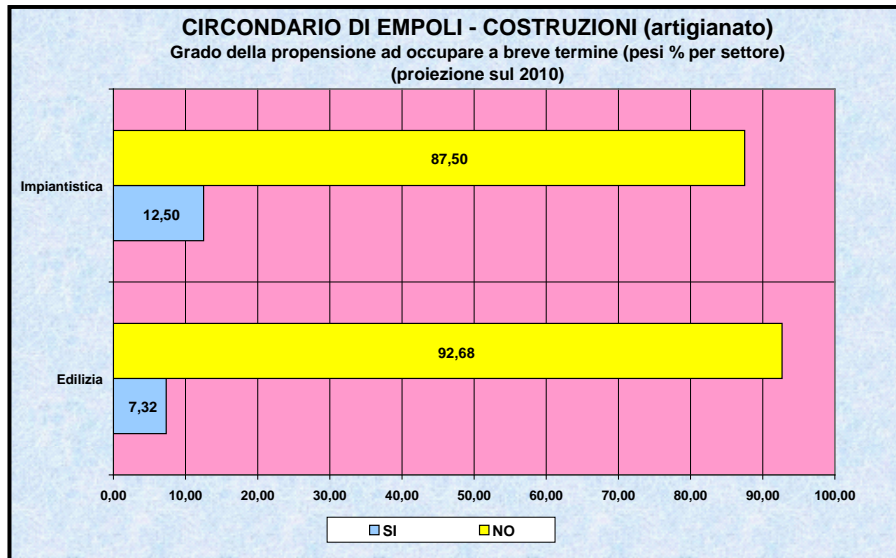 CIRCONDARIO DI EMPOLI - COSTRUZIONI (artigianato)
Grado della propensione ad occupare a breve termine (pesi % per settore)
(proiezione sul 2010)
Impiantistica
87,50
12,50
Edilizia
92,68
7,32
0,00 10,00 20,00 30,00 40,00 50,00 60,00 70,00 80,00 90,00 100,00
SI NO